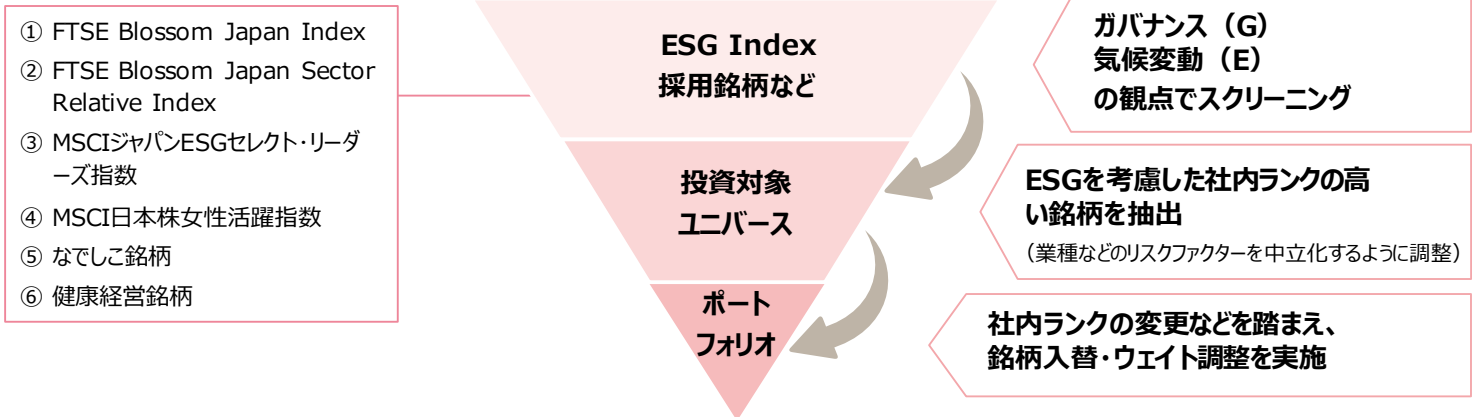 ① FTSE Blossom Japan Index
② FTSE Blossom Japan Sector
Relative Index
③ MSCIジャパンESGセレクト・リーダ
ーズ指数
④ MSCI日本株女性活躍指数
⑤ なでしこ銘柄
⑥ 健康経営銘柄
ESG Index
採用銘柄など
投資対象
ユニバース
ポート
フォリオ
ガバナンス（G）
気候変動（E）
の観点でスクリーニング
ESGを考慮した社内ランクの高
い銘柄を抽出
（業種などのリスクファクターを中立化するように調整）
社内ランクの変更などを踏まえ、
銘柄入替・ウェイト調整を実施